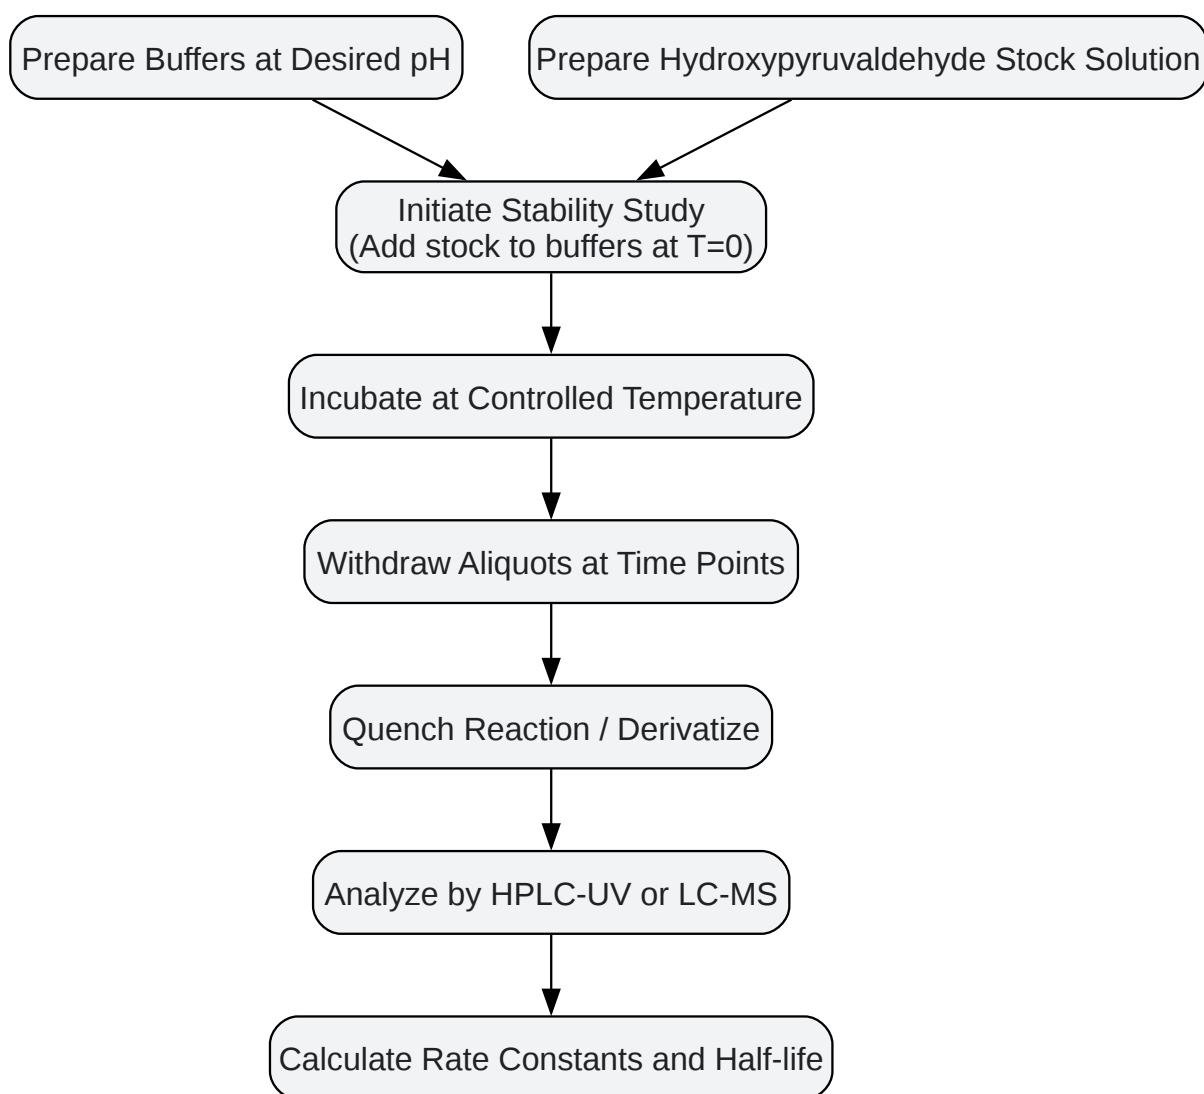 Prepare Buffers at Desired pH
Prepare Hydroxypyruvaldehyde Stock Solution
Initiate Stability Study
(Add stock to buffers at T=0)
Incubate at Controlled Temperature
Withdraw Aliquots at Time Points
Quench Reaction / Derivatize
Analyze by HPLC-UV or LC-MS
Calculate Rate Constants and Half-life